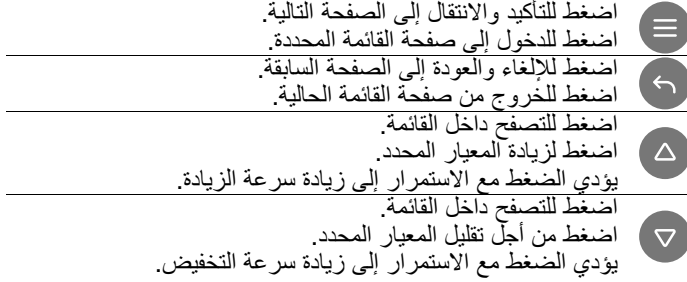 اضغط للتأكيد والانتقال إلى الصفحة التالية.
اضغط للدخول إلى صفحة القائمة المحددة.
اضغط للإلغاء والعودة إلى الصفحة السابقة.
اضغط للخروج من صفحة القائمة الحالية.
اضغط للتصفح داخل القائمة.
اضغط لزيادة المعيار المحدد.
يؤدي الضغط مع الاستمرار إلى زيادة سرعة الزيادة.
اضغط للتصفح داخل القائمة.
اضغط من أجل تقليل المعيار المحدد.
يؤدي الضغط مع الاستمرار إلى زيادة سرعة التخفيض.